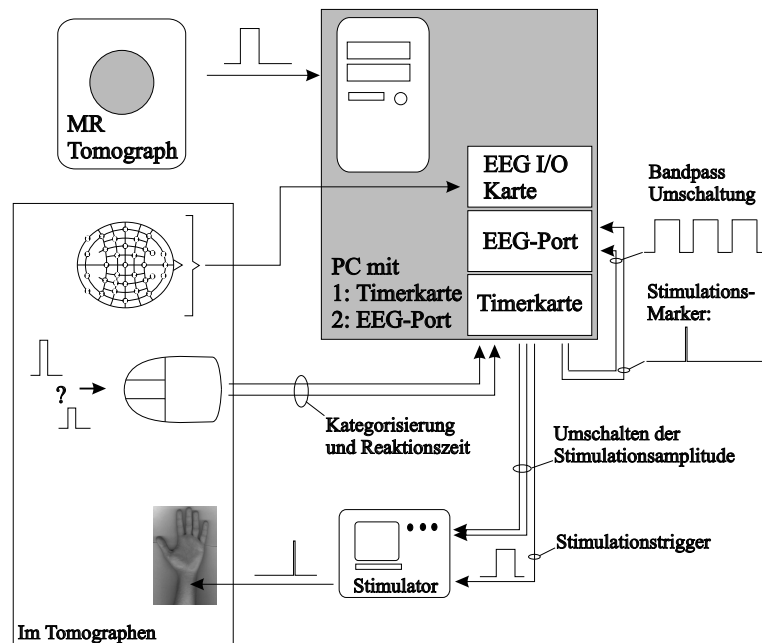 MR
Tomograph
EEG I/O
Karte
EEG-Port
Timerkarte
PC mit
1: Timerkarte
2: EEG-Port
Bandpass
Umschaltung
Stimulations-
Marker:
?
Kategorisierung
und Reaktionszeit
Umschalten der
Stimulationsamplitude
Stimulationstrigger
Stimulator
Im Tomographen